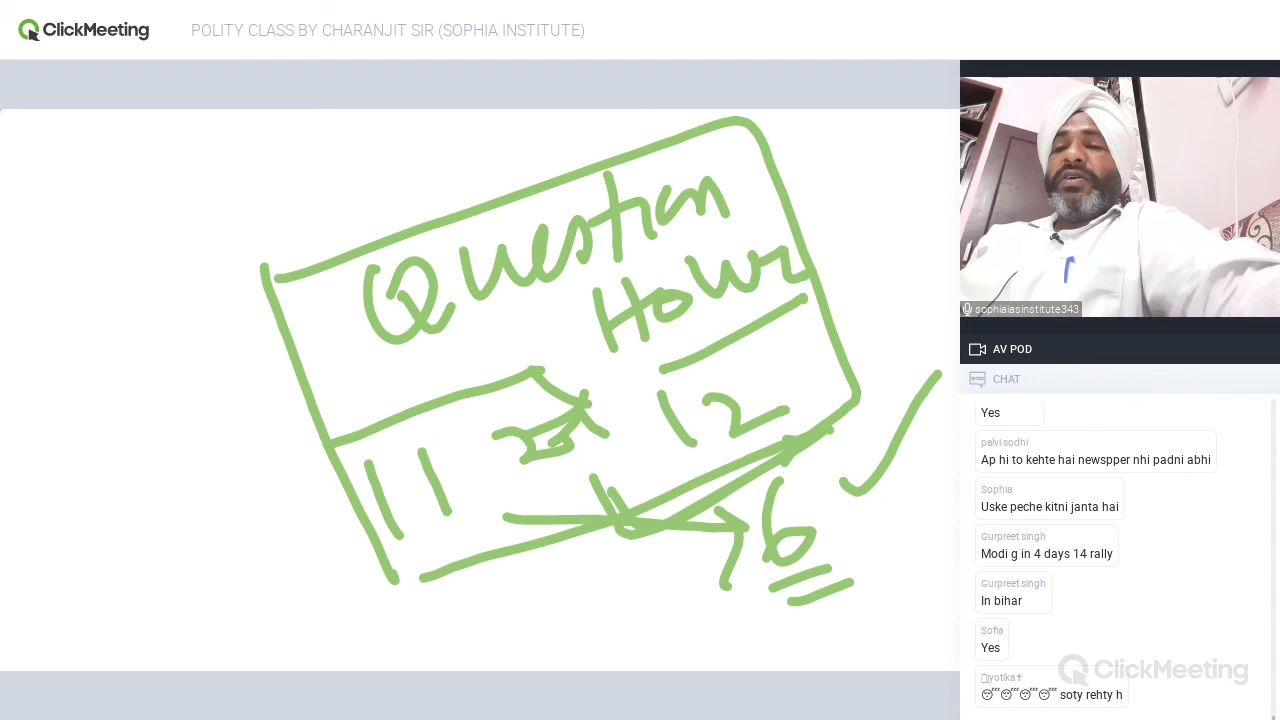 ClickMeeting
POLITY CLASS BY CHARANJIT SIR (SOPHIA INSTITUTE)
Question
Hour
11
12
6
sophiaiasinstitute343
AV POD
CHAT
Yes
palvi sodhi
Ap hi to kehte hai newspper nhi padni abhi
Sophia
Uske peche kitni janta hai
Gurpreet singh
Modi g in 4 days 14 rally
Gurpreet singh
In bihar
Sofia
Yes
jyotika✝
😴😴😴😴 soty rehty h
ClickMeeting